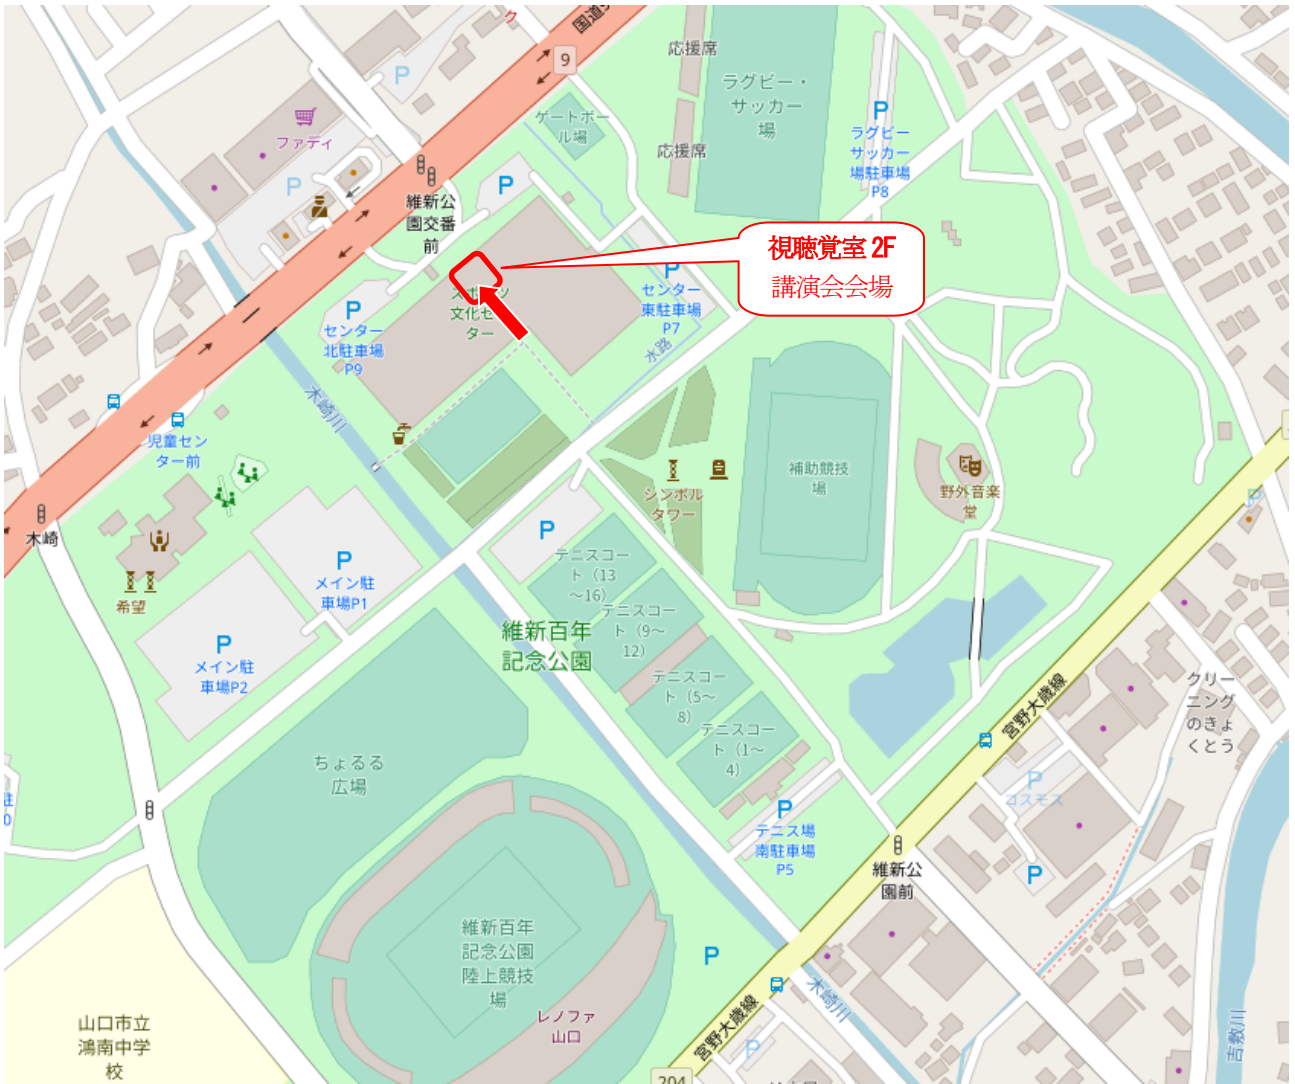 ク
国道
9
応援席
ラグビー・
サッカー
場
ゲートボー
ル場
ファディ
応援席
ラグビー
サッカー
場駐車場
P8
維新公
園交番
前
視聴覚室 2F
講演会会場
スポーツ
文化セン
ター
センター
東駐車場
P7
センター
北駐車場
P9
水路
木崎川
児童セン
ター前
補助競技
場
野外音楽
堂
シンボル
タワー
木崎
メイン駐
車場P1
希望
テニスコー
ト（13
～16）
テニスコー
ト（9～
12）
維新百年
記念公園
メイン駐
車場P2
テニスコー
ト（5～
8）
テニスコー
ト（1～
4）
宮野大歳線
クリー
ニング
のきょ
くとう
ちょるる
広場
コスモス
テニス場
南駐車場
P5
維新公
園前
維新百年
記念公園
陸上競技
場
レノファ
山口
木崎川
宮野大歳線
吉敷川
山口市立
鴻南中学
校
204